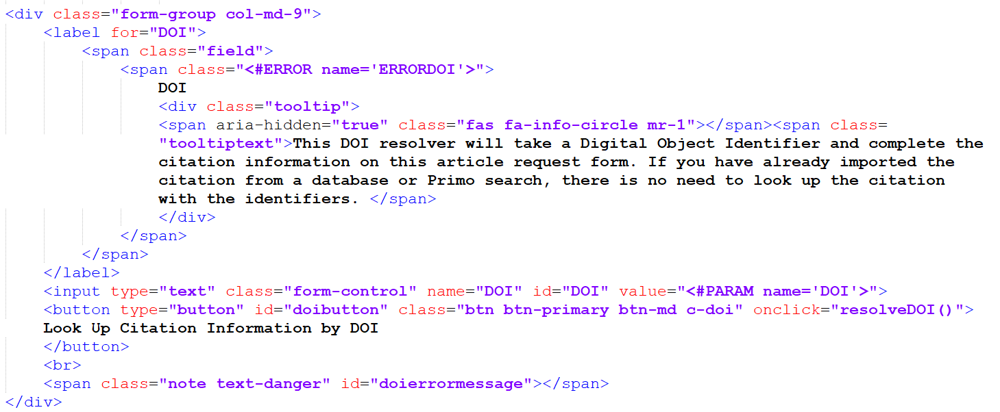 <div class="form-group col-md-9">
<label for="DOI">
<span class="field">
<span class="<#ERROR name='ERRORDOI'>">
DOI
<div class="tooltip">
<span aria-hidden="true" class="fas fa-info-circle mr-1"></span><span class=
"tooltiptext">This DOI resolver will take a Digital Object Identifier and complete the
citation information on this article request form. If you have already imported the
citation from a database or Primo search, there is no need to look up the citation
with the identifiers. </span>
</div>
</span>
</span>
</label>
<input type="text" class="form-control" name="DOI" id="DOI" value="<#PARAM name='DOI'>">
<button type="button" id="doibutton" class="btn btn-primary btn-md c-doi" onclick="resolveDOI()">
Look Up Citation Information by DOI
</button>
<br>
<span class="note text-danger" id="doierrormessage"></span>
</div>